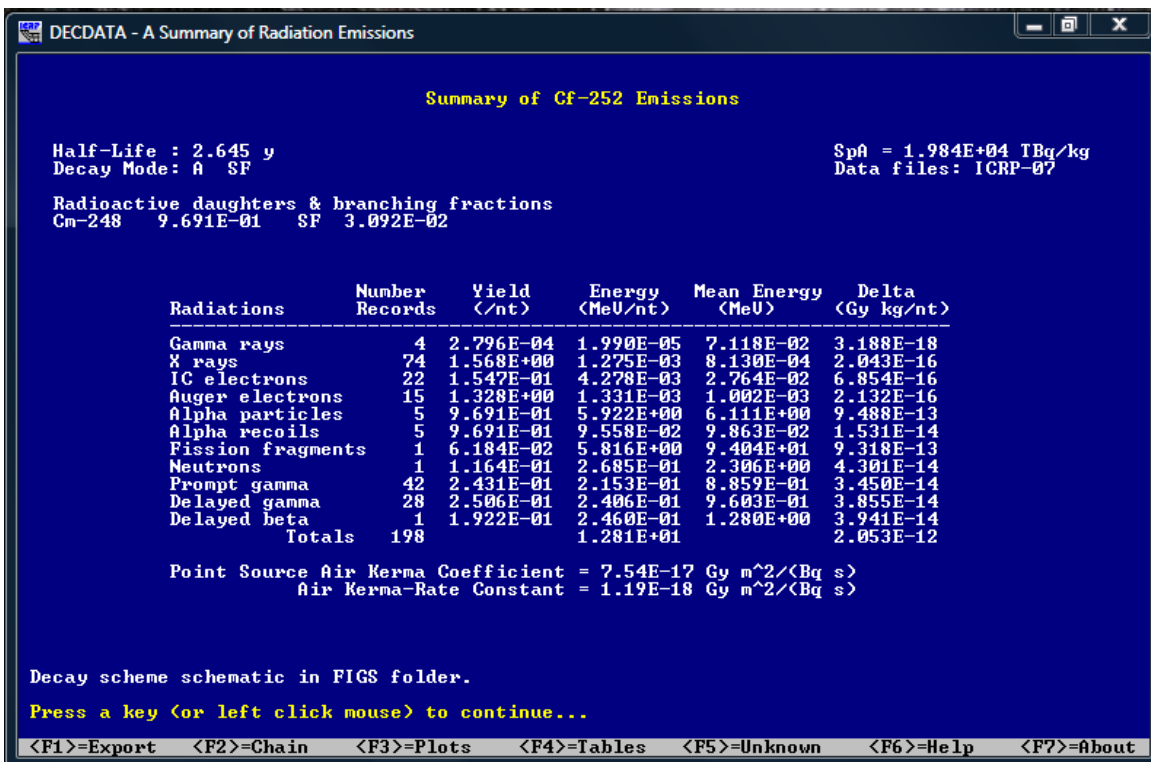 DECDATA - A Summary of Radiation Emissions
Summary of Cf-252 Emissions
Half-Life : 2.645 y SpA = 1.984E+04 TBq/kg
Decay Mode: A SF Data files: ICRP-07
Radioactive daughters & branching fractions
Cm-248 9.691E-01 SF 3.092E-02
Number Yield Energy Mean Energy Delta
Radiations Records (/nt) (MeV/nt) (MeV) (Gy kg/nt)
Gamma rays 4 2.796E-04 1.990E-05 7.118E-02 3.188E-18
X rays 74 1.568E+00 1.275E-03 8.130E-04 2.043E-16
IC electrons 22 1.547E-01 4.278E-03 2.764E-02 6.854E-16
Auger electrons 15 1.328E+00 1.331E-03 1.002E-03 2.132E-16
Alpha particles 5 9.691E-01 5.922E+00 6.111E+00 9.488E-13
Alpha recoils 5 9.691E-01 9.558E-02 9.863E-02 1.531E-14
Fission fragments 1 6.184E-02 5.816E+00 9.404E+01 9.318E-13
Neutrons 1 1.164E-01 2.685E-01 2.306E+00 4.301E-14
Prompt gamma 42 2.431E-01 2.153E-01 8.859E-01 3.450E-14
Delayed gamma 28 2.506E-01 2.406E-01 9.603E-01 3.855E-14
Delayed beta 1 1.922E-01 2.460E-01 1.280E+00 3.941E-14
Totals 198 1.281E+01 2.053E-12
Point Source Air Kerma Coefficient = 7.54E-17 Gy m^2/(Bq s)
Air Kerma-Rate Constant = 1.19E-18 Gy m^2/(Bq s)
Decay scheme schematic in FIGS folder.
Press a key (or left click mouse) to continue...
<F1>=Export <F2>=Chain <F3>=Plots <F4>=Tables <F5>=Unknown <F6>=Help <F7>=About